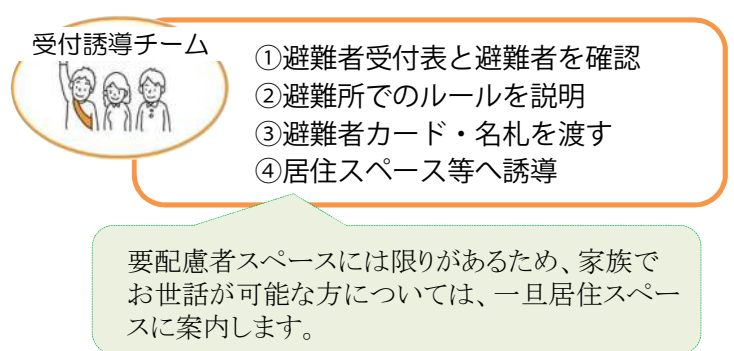 受付誘導チーム
①避難者受付表と避難者を確認
②避難所でのルールを説明
③避難者カード・名札を渡す
④居住スペース等へ誘導
要配慮者スペースには限りがあるため、家族で
お世話が可能な方については、一旦居住スペー
スに案内します。